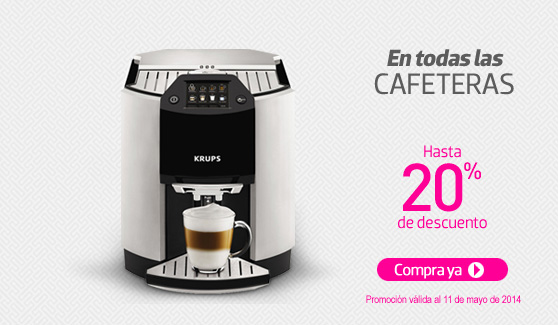 KRUPS
En todas las
CAFETERAS
Hasta
20%
de descuento
Compra ya
Promoción válida al 11 de mayo de 2014